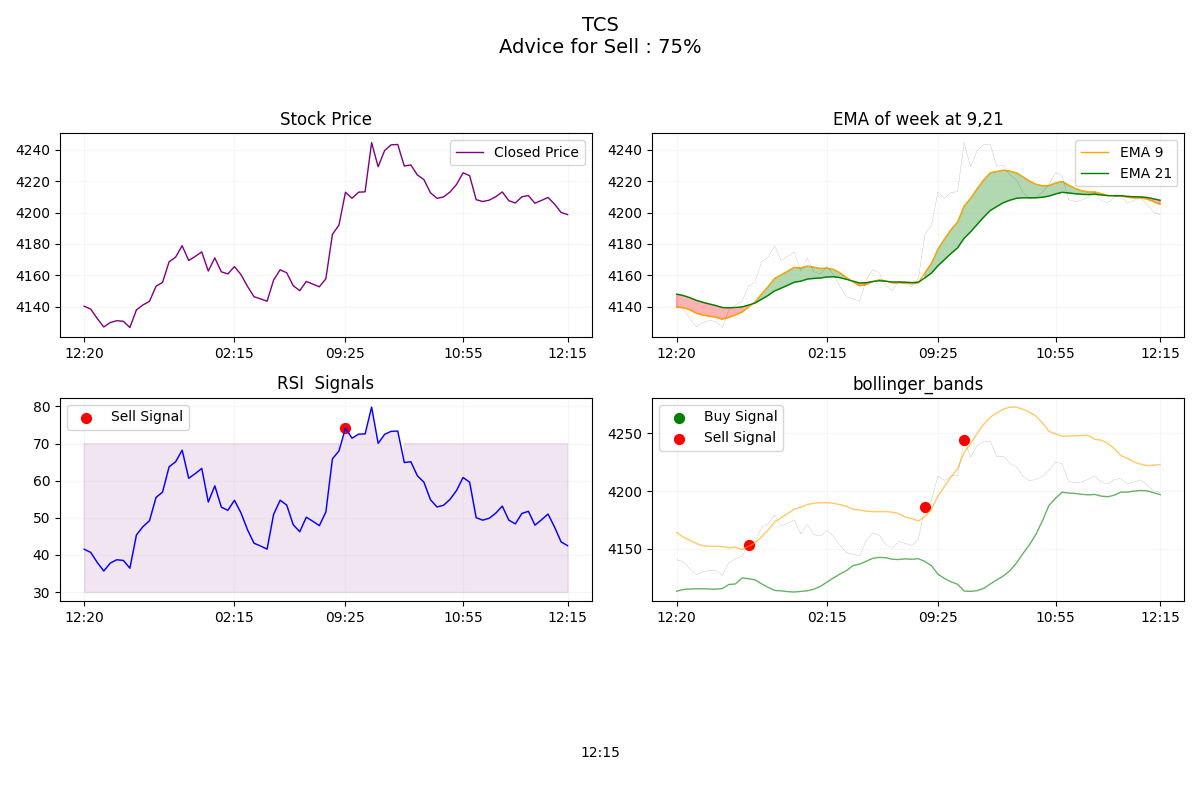 TCS
Advice for Sell : 75%
Stock Price
4240
4220
4200
4180
4160
4140
Closed Price
12:20 02:15 09:25 10:55 12:15
EMA of week at 9,21
4240
4220
4200
4180
4160
4140
EMA 9
EMA 21
12:20 02:15 09:25 10:55 12:15
RSI  Signals
80
70
60
50
40
30
Sell Signal
12:20 02:15 09:25 10:55 12:15
bollinger_bands
4250
4200
4150
Buy Signal
Sell Signal
12:20 02:15 09:25 10:55 12:15
12:15